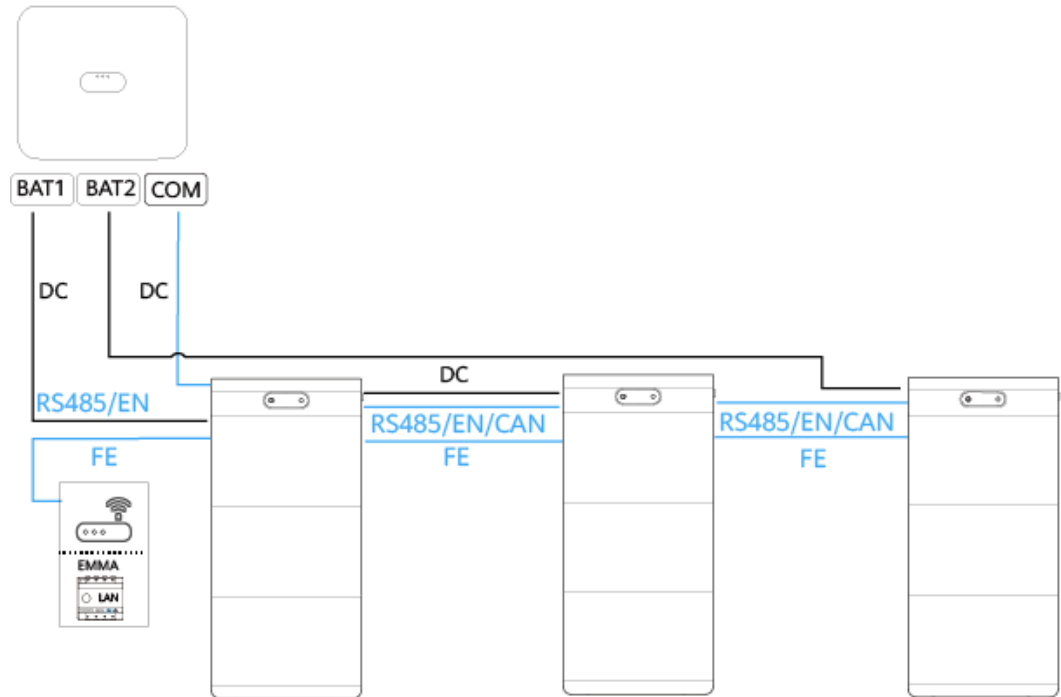 BAT1 BAT2 COM
DC DC
DC
RS485/EN
RS485/EN/CAN
RS485/EN/CAN
FE
FE
FE
EMMA
LAN